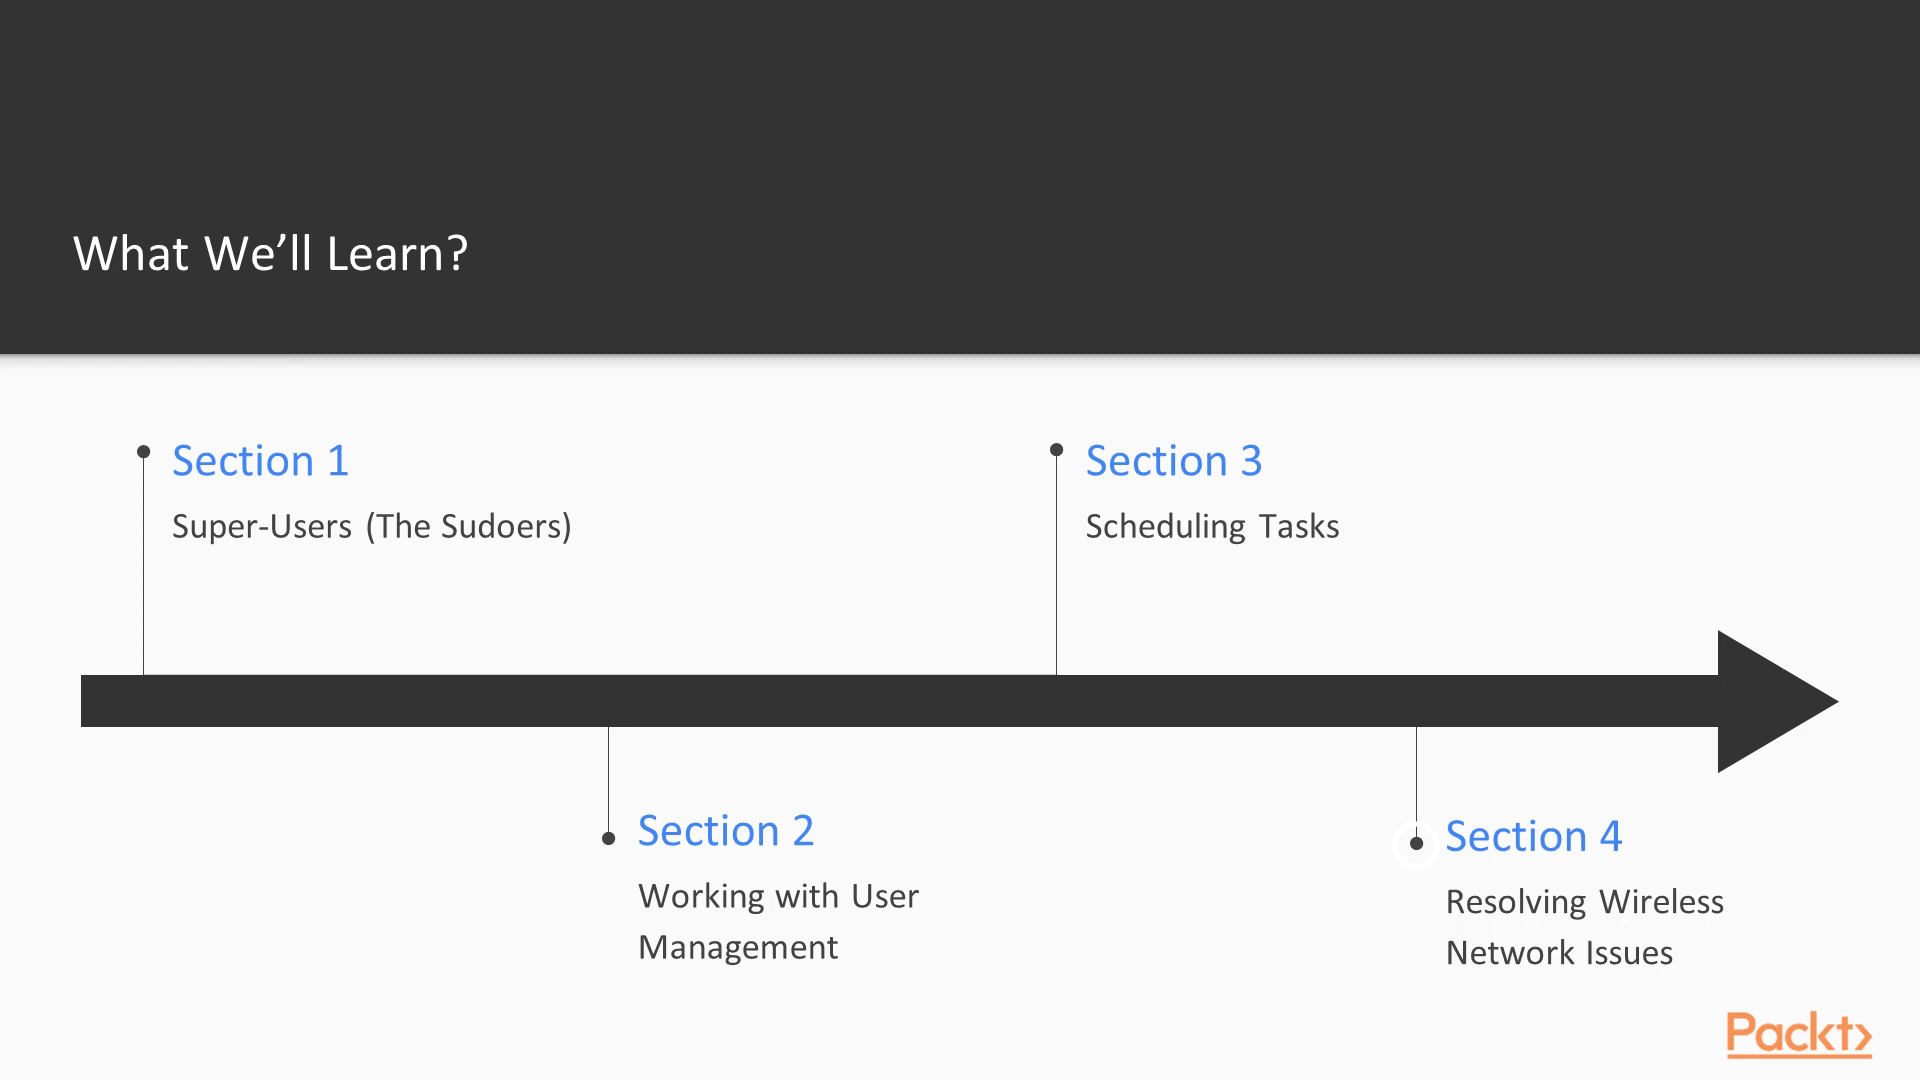 What We’ll Learn?
Section 1
Super-Users (The Sudoers)
Section 2
Working with User
Management
Section 3
Scheduling Tasks
Section 4
Resolving Wireless
Network Issues
Packt>